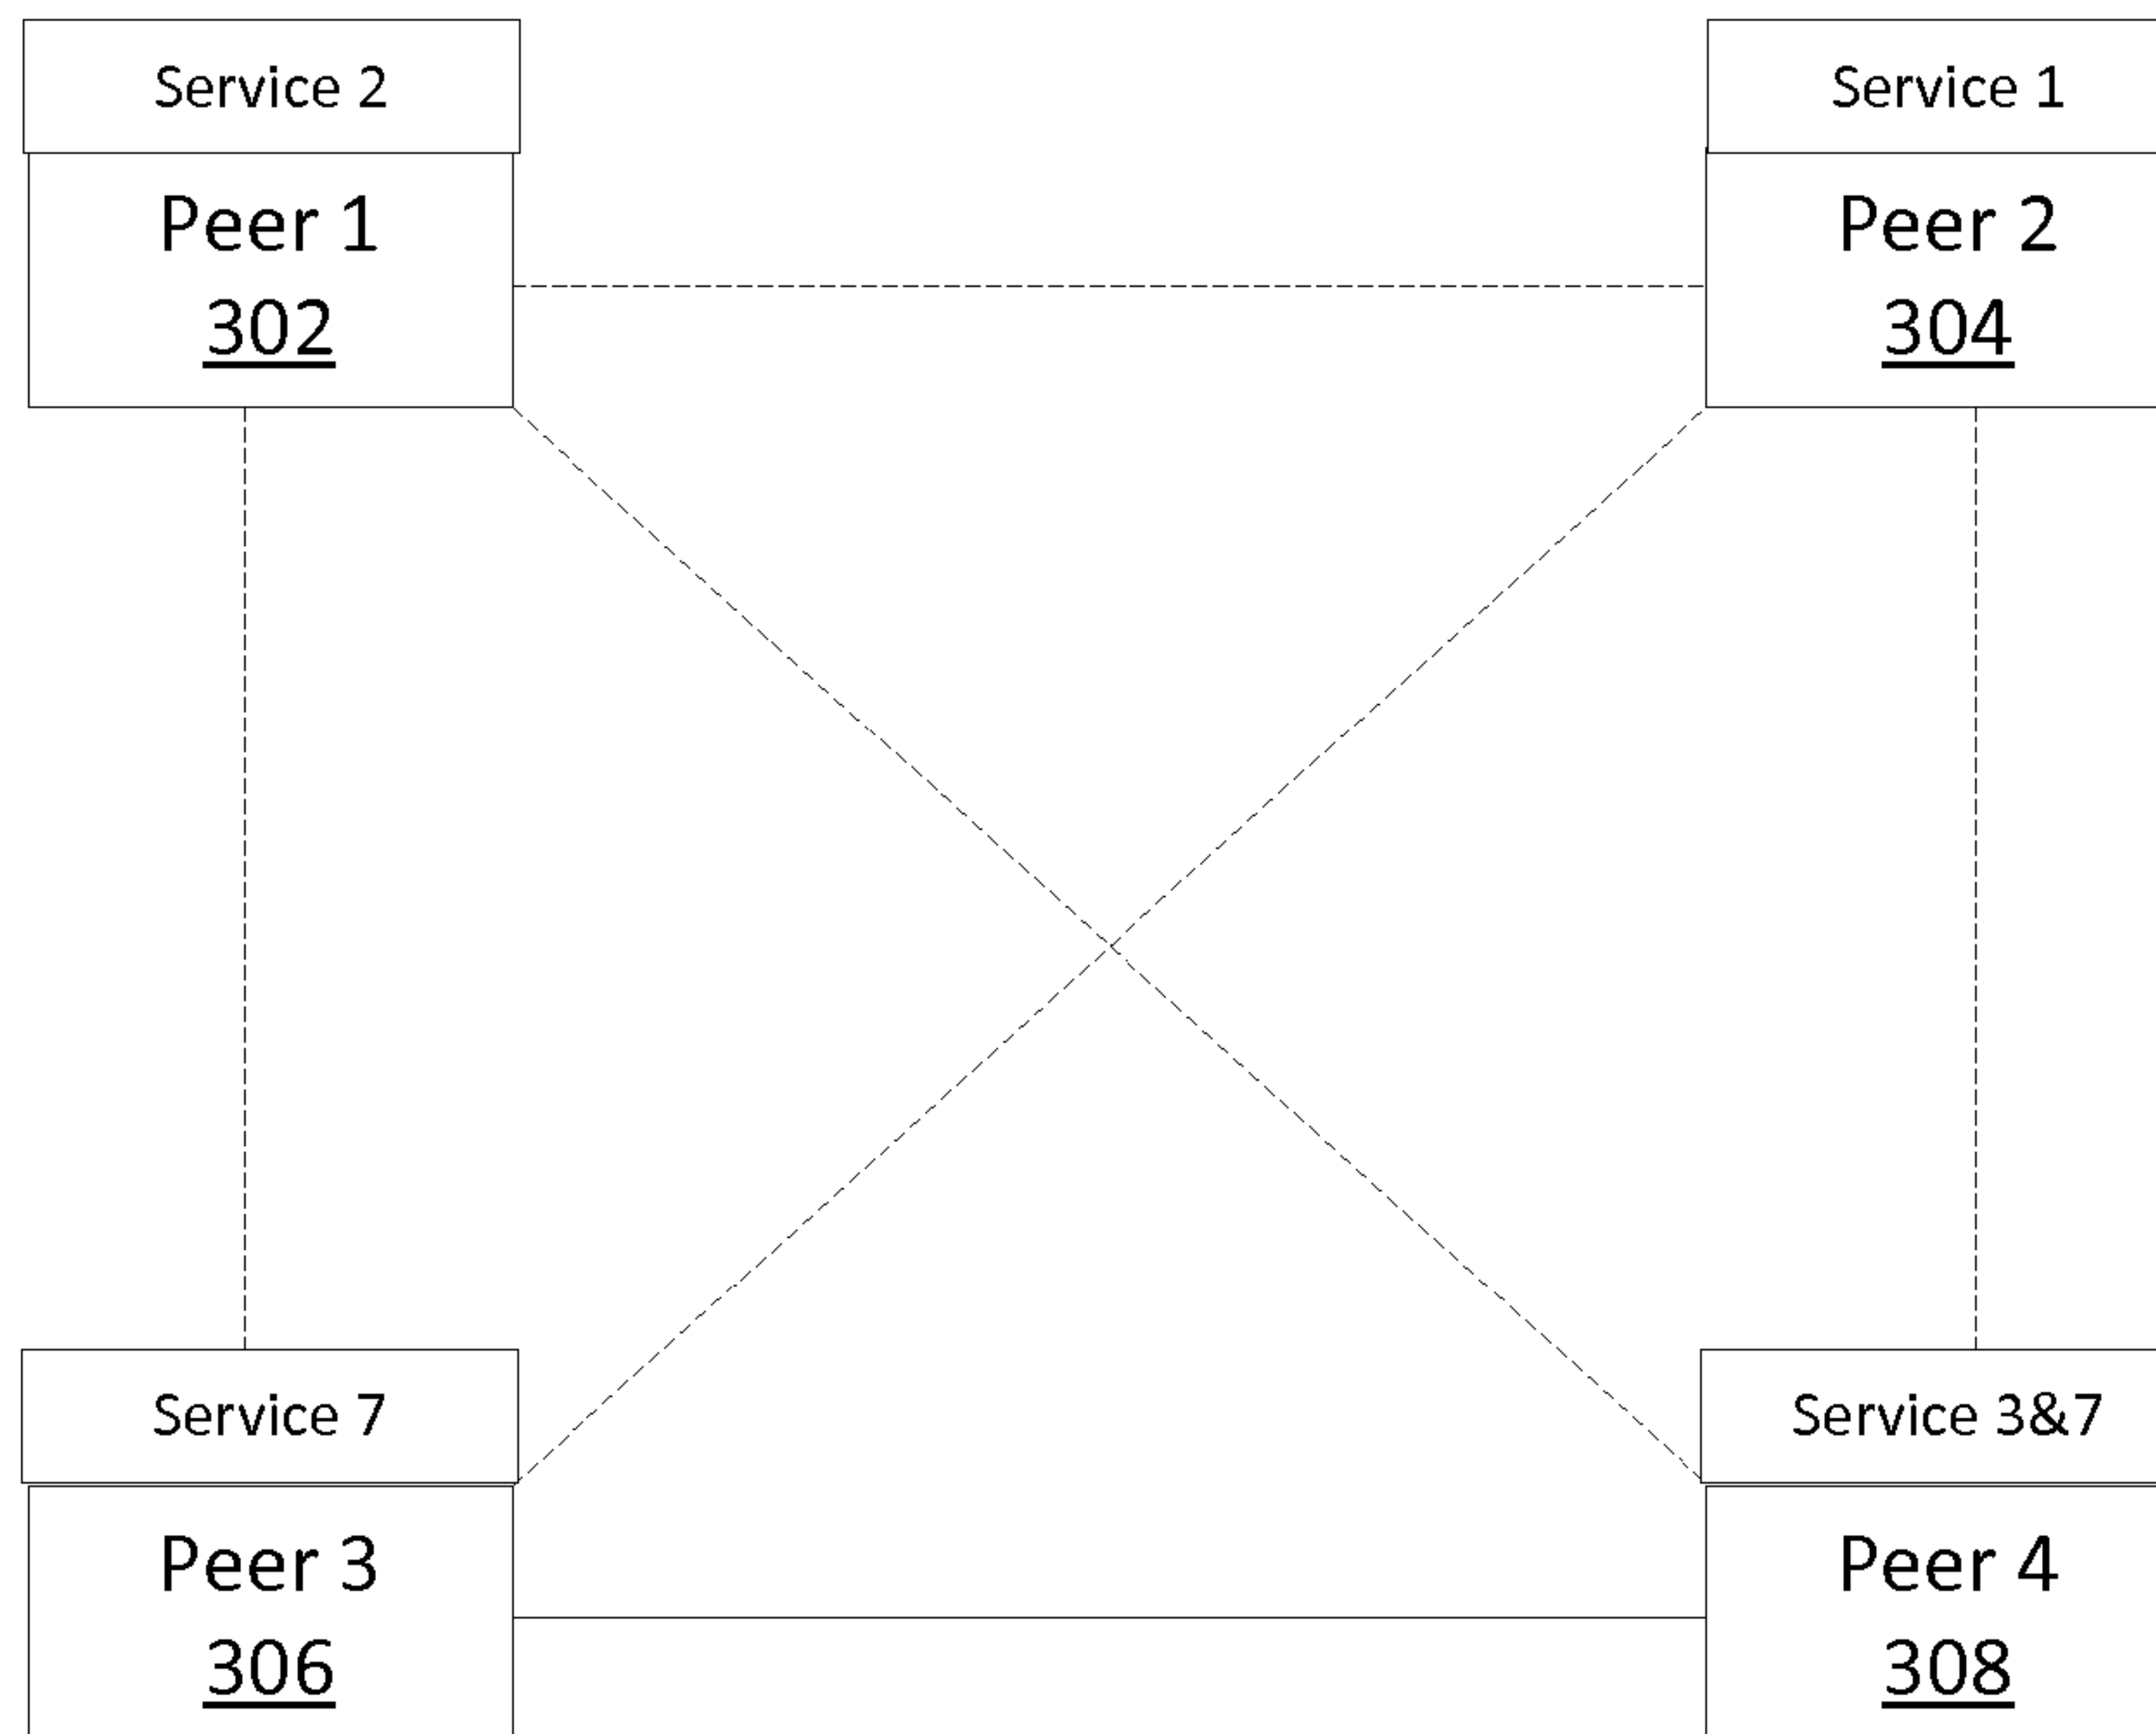 Service 2
Peer 1
302
Service 1
Peer 2
304
Service 7
Peer 3
306
Service 3&7
Peer 4
308